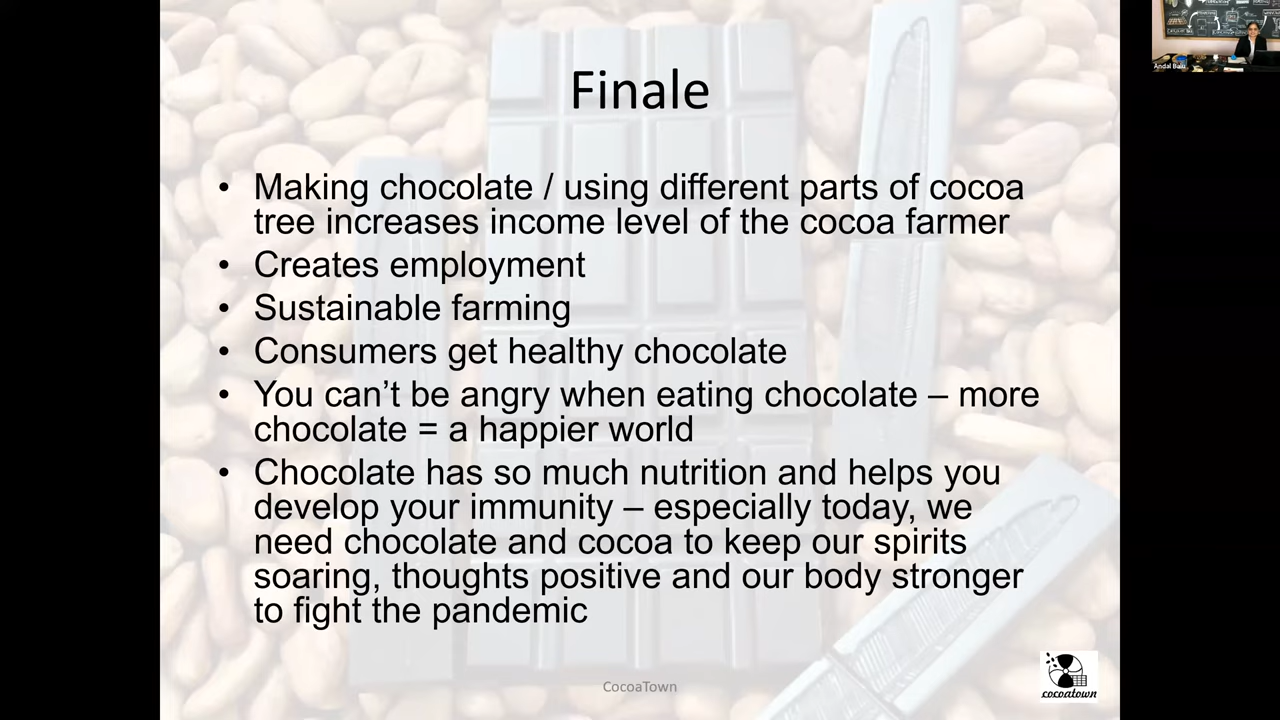 Finale
• Making chocolate / using different parts of cocoa
tree increases income level of the cocoa farmer
• Creates employment
• Sustainable farming
• Consumers get healthy chocolate
• You can’t be angry when eating chocolate – more
chocolate = a happier world
• Chocolate has so much nutrition and helps you
develop your immunity – especially today, we
need chocolate and cocoa to keep our spirits
soaring, thoughts positive and our body stronger
to fight the pandemic
CocoaTown
cocoatown